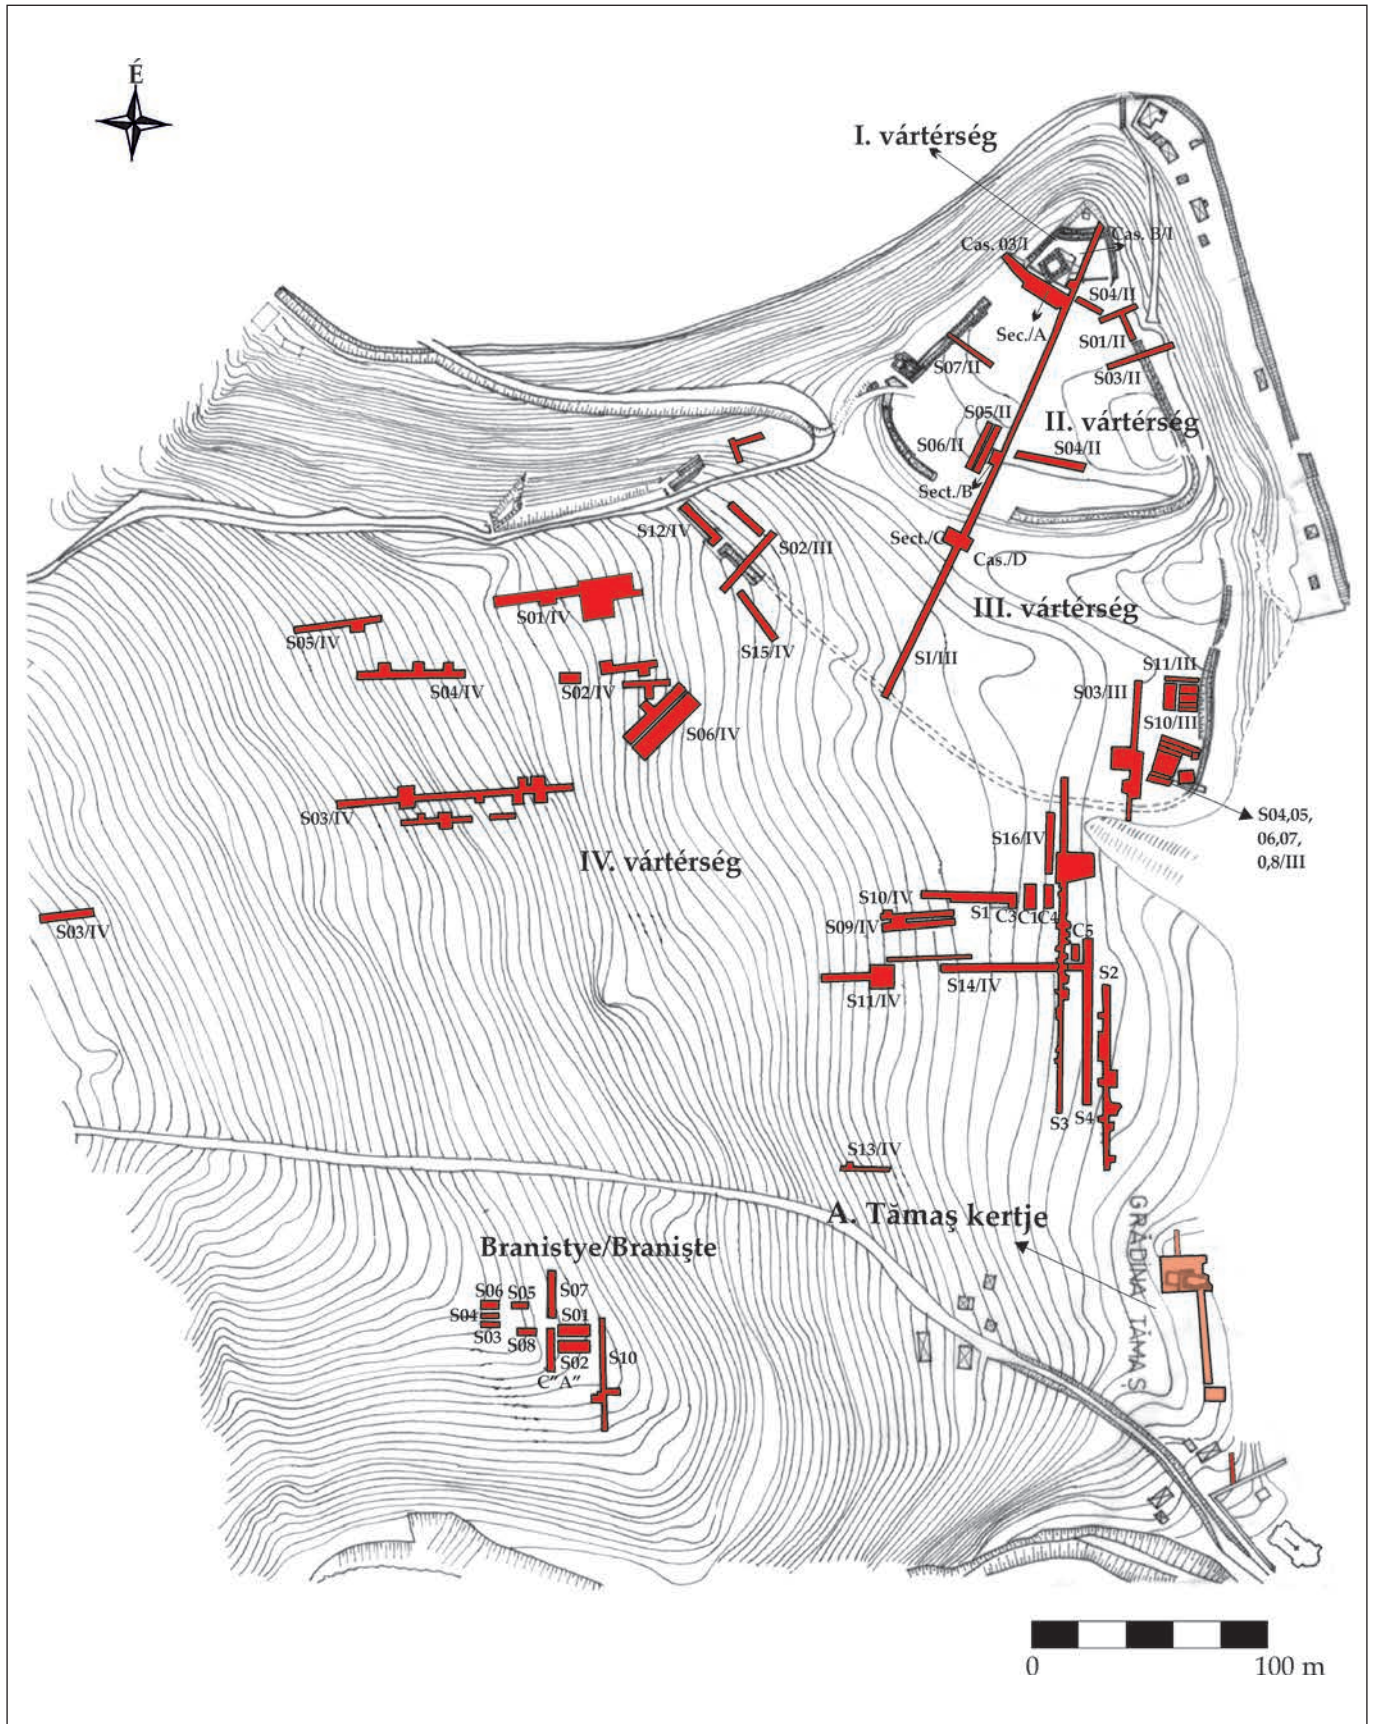 É
I. vártérség
Cas. 03/I
Cas. B/I
S04/II
Sec./A
S01/II
S07/II
S03/II
S05/II
II. vártérség
S06/II
S04/II
Sect./B
S12/IV
S02/III
Sect./C
Cas./D
S01/IV
III. vártérség
S05/IV
S15/IV
SI/III
S11/III
S04/IV
S02/IV
S03/III
S10/III
S06/IV
S03/IV
S04,05,
06,07,
0,8/III
S16/IV
IV. vártérség
S10/IV
S1
C3
C1
C4
S03/IV
S09/IV
C5
S2
S11/IV
S14/IV
S3
S4
S13/IV
A. Tămaş kertje
GRĂDINA TĂMAŞ
Branistye/Branişte
S06
S05
S07
S04
S01
S03
S08
S02
S10
C"A"
0
100 m